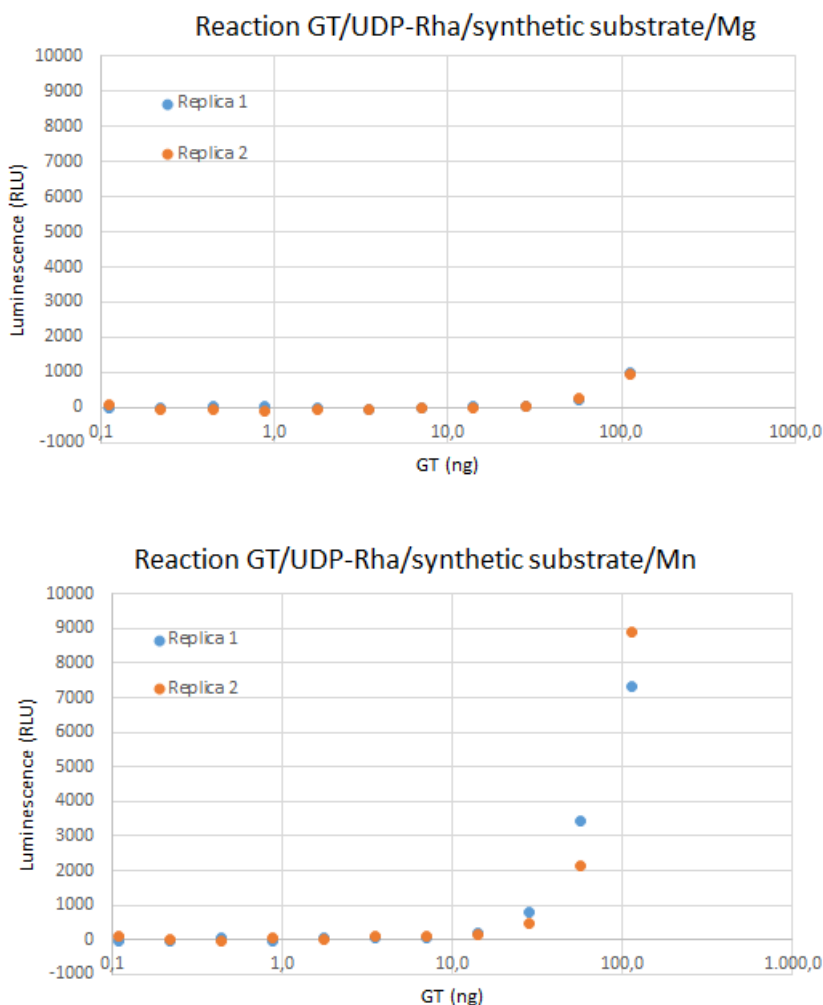 Reaction GT/UDP-Rha/synthetic substrate/Mg
10000
9000
8000
7000
6000
5000
4000
3000
2000
1000
0
-1000
Luminescence (RLU)
Replica 1
Replica 2
0,1 1,0 10,0 100,0 1000,0
GT (ng)
Reaction GT/UDP-Rha/synthetic substrate/Mn
10000
9000
8000
7000
6000
5000
4000
3000
2000
1000
0
-1000
Luminescence (RLU)
Replica 1
Replica 2
0,1 1,0 10,0 100,0 1.000,0
GT (ng)